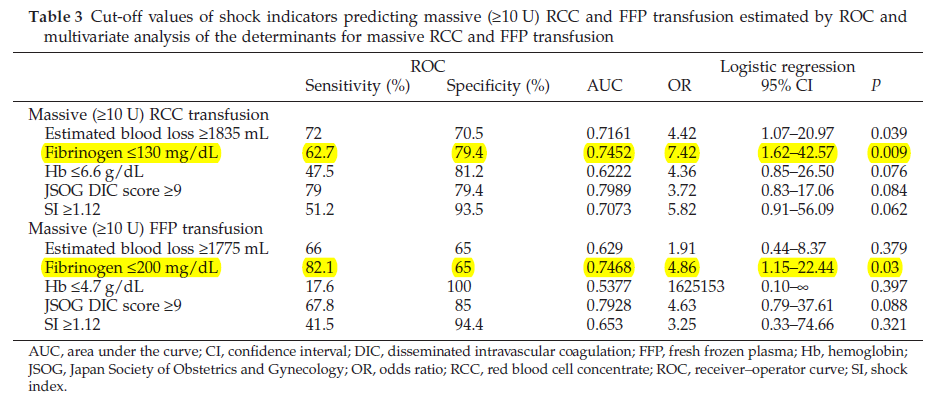 Table 3 Cut-off values of shock indicators predicting massive (≥10 U) RCC and FFP transfusion estimated by ROC and
multivariate analysis of the determinants for massive RCC and FFP transfusion
ROC Logistic regression
Sensitivity (%) Specificity (%) AUC OR 95% CI P
Massive (≥10 U) RCC transfusion
Estimated blood loss ≥1835 mL 72 70.5 0.7161 4.42 1.07–20.97 0.039
Fibrinogen ≤130 mg/dL 62.7 79.4 0.7452 7.42 1.62–42.57 0.009
Hb ≤6.6 g/dL 47.5 81.2 0.6222 4.36 0.85–26.50 0.076
JSOG DIC score ≥9 79 79.4 0.7989 3.72 0.83–17.06 0.084
SI ≥1.12 51.2 93.5 0.7073 5.82 0.91–56.09 0.062
Massive (≥10 U) FFP transfusion
Estimated blood loss ≥1775 mL 66 65 0.629 1.91 0.44–8.37 0.379
Fibrinogen ≤200 mg/dL 82.1 65 0.7468 4.86 1.15–22.44 0.03
Hb ≤4.7 g/dL 17.6 100 0.5377 1625153 0.10–∞ 0.397
JSOG DIC score ≥9 67.8 85 0.7928 4.63 0.79–37.61 0.088
SI ≥1.12 41.5 94.4 0.653 3.25 0.33–74.66 0.321
AUC, area under the curve; CI, confidence interval; DIC, disseminated intravascular coagulation; FFP, fresh frozen plasma; Hb, hemoglobin;
JSOG, Japan Society of Obstetrics and Gynecology; OR, odds ratio; RCC, red blood cell concentrate; ROC, receiver–operator curve; SI, shock
index.